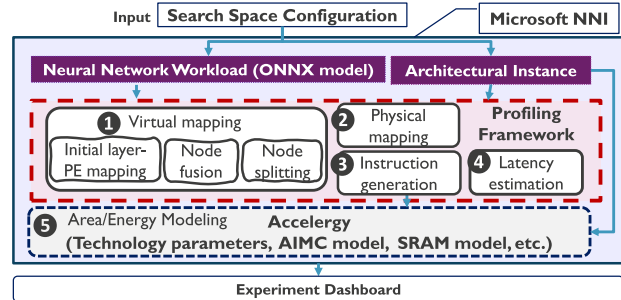 Input
Search Space Configuration
Microsoft NNI
Neural Network Workload (ONNX model)
Architectural Instance
1 Virtual mapping
Initial layer-
PE mapping
Node
fusion
Node
splitting
2 Physical
mapping
3 Instruction
generation
Profiling
Framework
4 Latency
estimation
5 Area/Energy Modeling Accelergy
(Technology parameters, AIMC model, SRAM model, etc.)
Experiment Dashboard